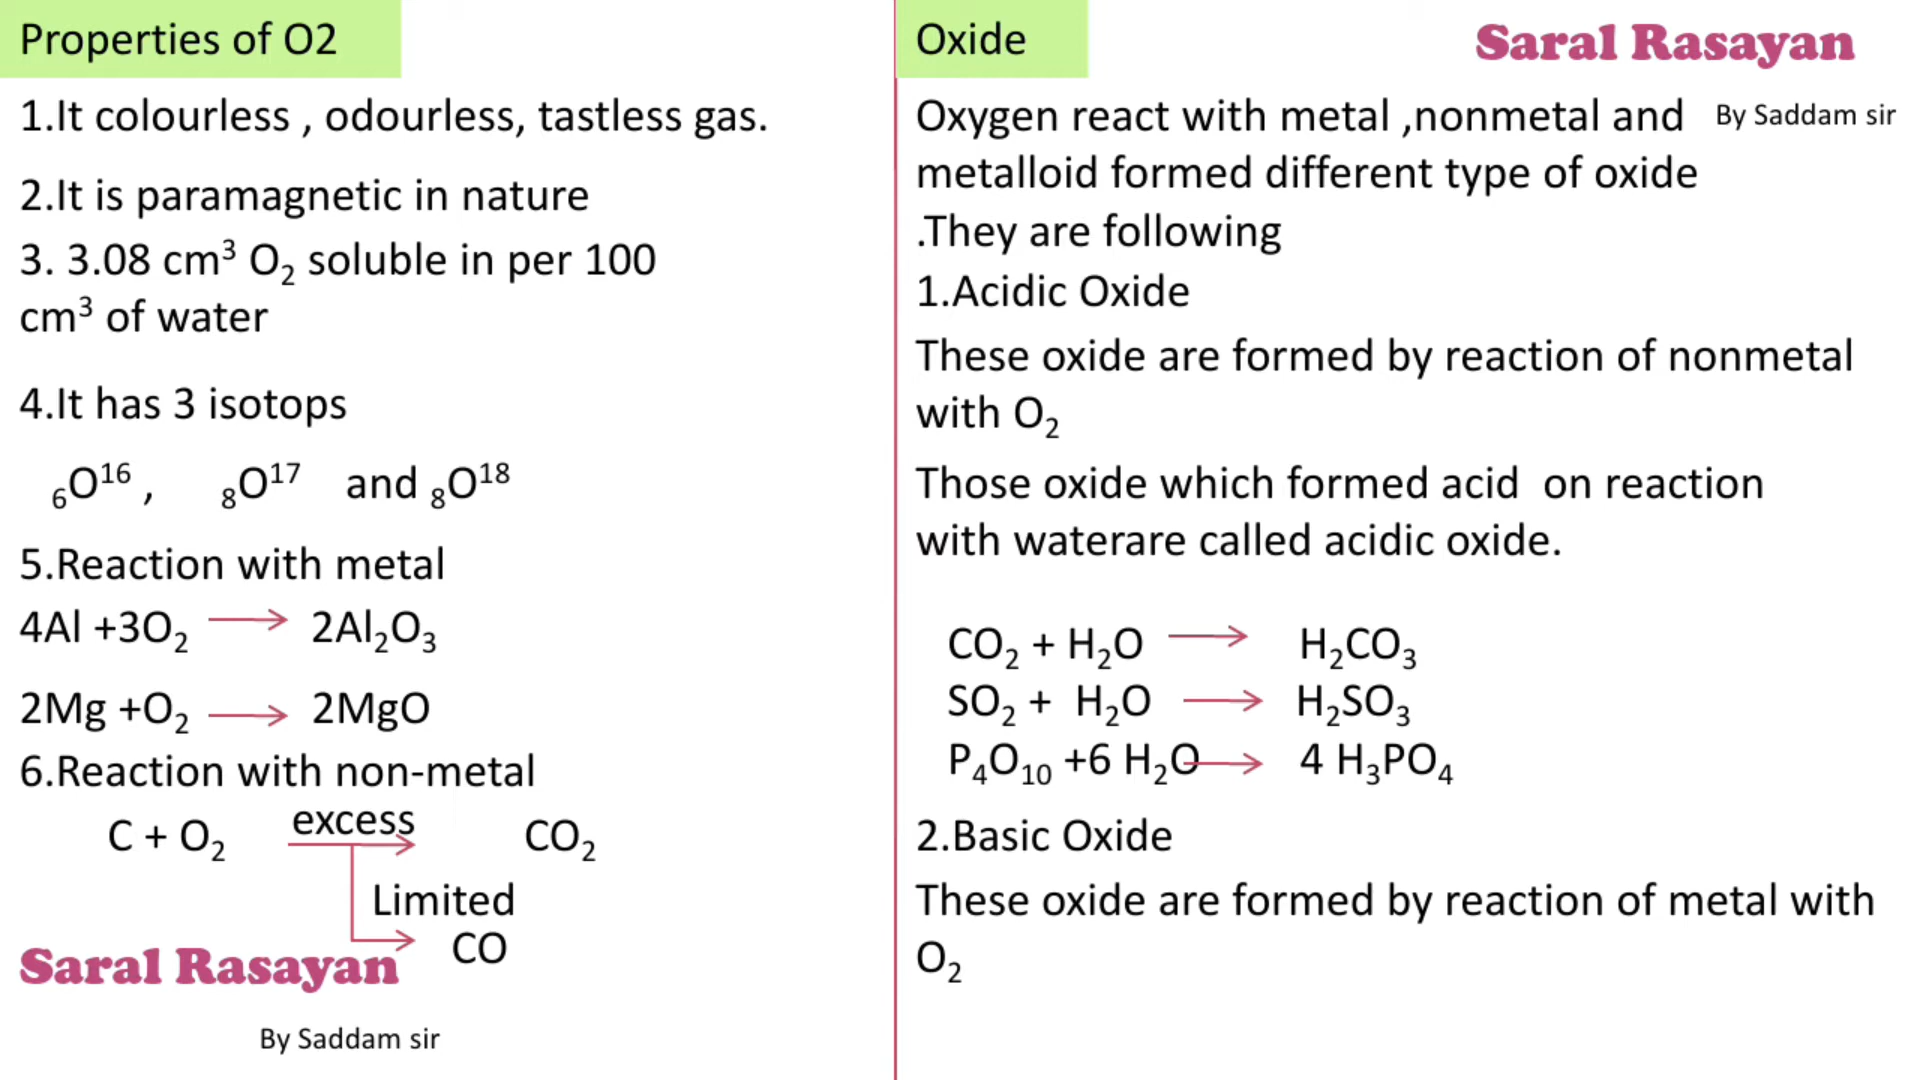 Properties of O2
1.It colourless , odourless, tastless gas.
2.It is paramagnetic in nature
3. 3.08 cm³ O₂ soluble in per 100
cm³ of water
4.It has 3 isotops
₆O¹⁶ , ₈O¹⁷ and ₈O¹⁸
5.Reaction with metal
4Al +3O₂ → 2Al₂O₃
2Mg +O₂ → 2MgO
6.Reaction with non-metal
excess
C + O₂ → CO₂
Limited
→ CO
Saral Rasayan
By Saddam sir
Oxide
Saral Rasayan
Oxygen react with metal ,nonmetal and
By Saddam sir
metalloid formed different type of oxide
.They are following
1.Acidic Oxide
These oxide are formed by reaction of nonmetal
with O₂
Those oxide which formed acid on reaction
with waterare called acidic oxide.
CO₂ + H₂O → H₂CO₃
SO₂ + H₂O → H₂SO₃
P₄O₁₀ +6 H₂O → 4 H₃PO₄
2.Basic Oxide
These oxide are formed by reaction of metal with
O₂